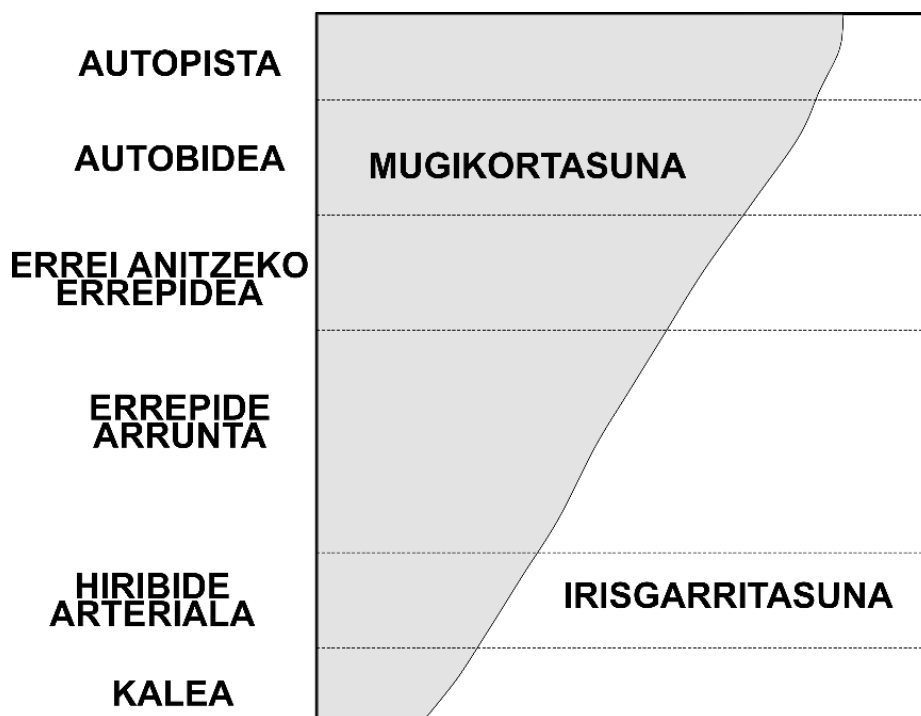 AUTOPISTA
AUTOBIDEA
MUGIKORTASUNA
ERREI ANITZEKO
ERREPIDEA
ERREPIDE
ARRUNTA
HIRIBIDE
ARTERIALA
IRISGARRITASUNA
KALEA